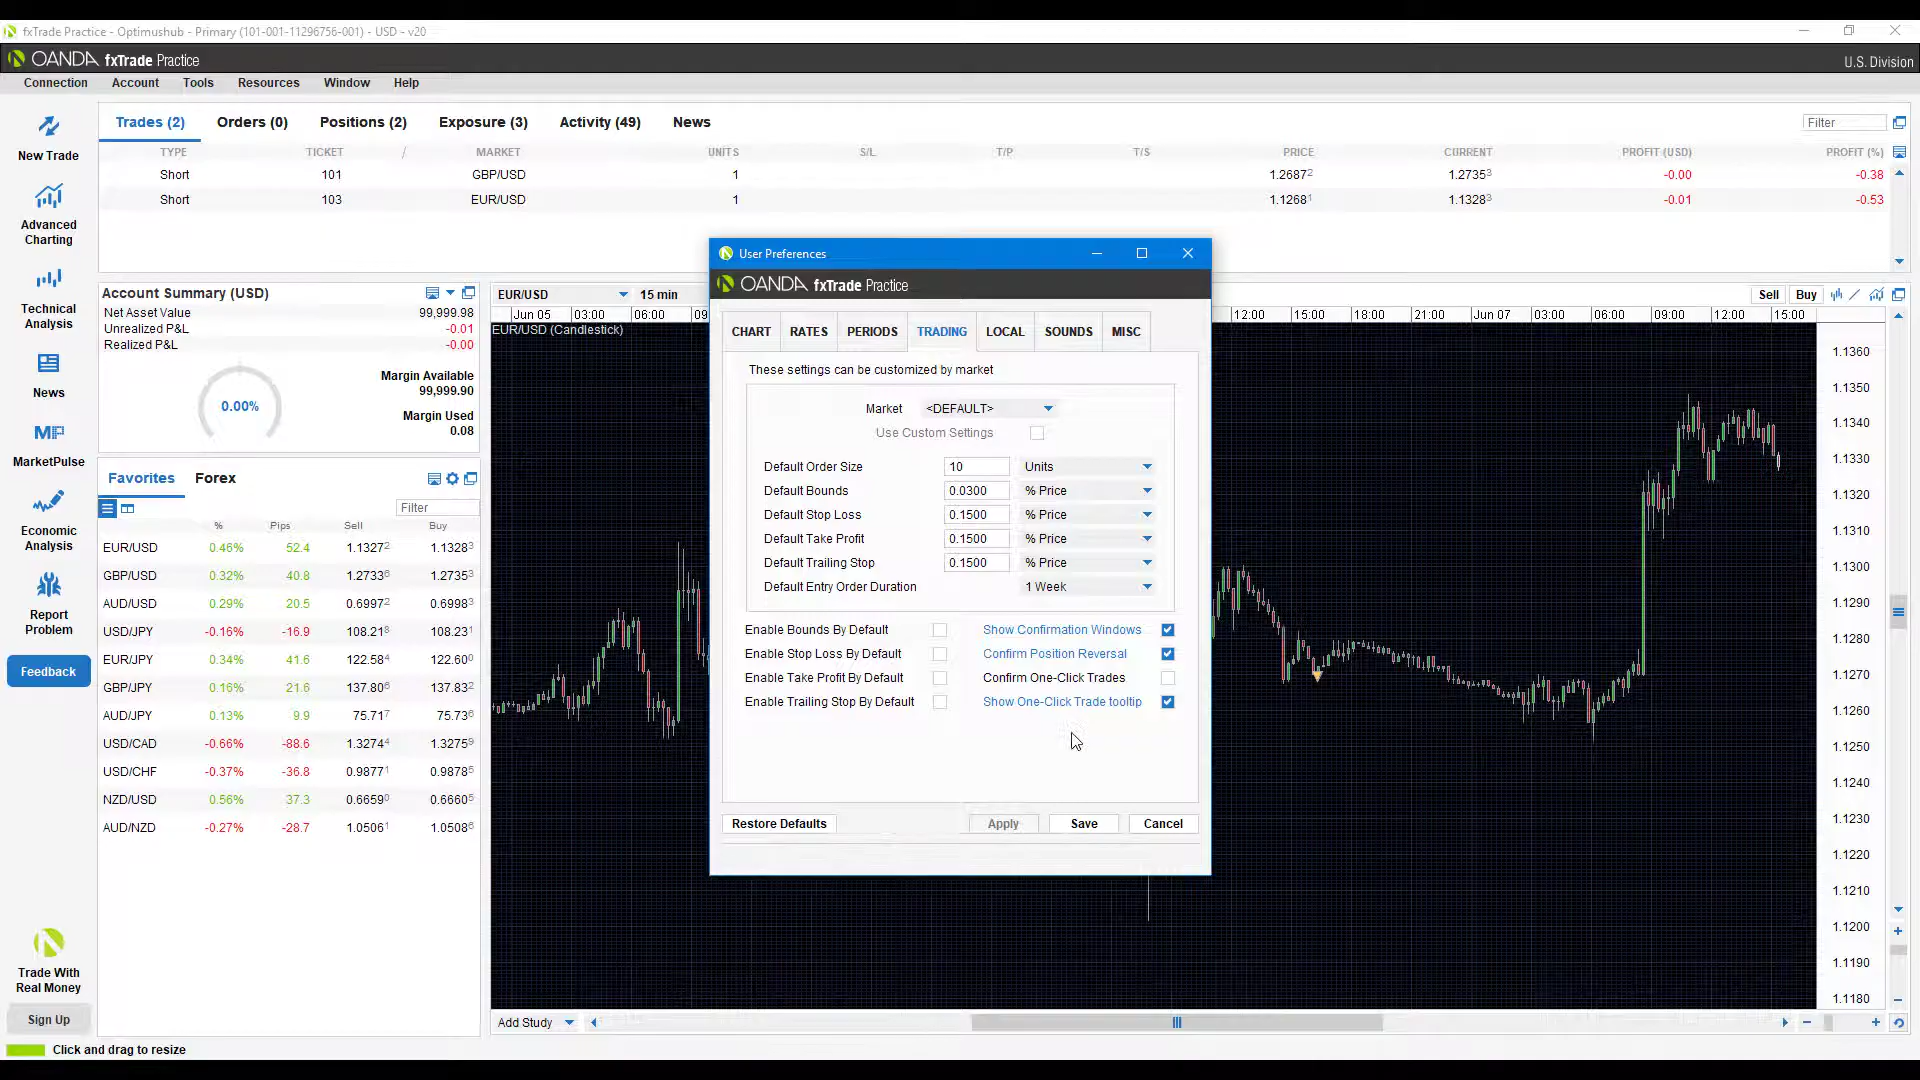 fxTrade Practice - Optimushub - Primary (101-001-11296756-001) - USD - v20
OANDA fxTrade Practice
U.S. Division
Connection Account Tools Resources Window Help
New Trade
Advanced Charting
Technical Analysis
News
MarketPulse
Economic Analysis
Report Problem
Feedback
Trade With Real Money
Sign Up
Trades (2) Orders (0) Positions (2) Exposure (3) Activity (49) News Filter
TYPE TICKET / MARKET UNITS S/L T/P T/S PRICE CURRENT PROFIT (USD) PROFIT (%)
Short 101 GBP/USD 1 1.2687² 1.2735³ -0.00 -0.38
Short 103 EUR/USD 1 1.1268¹ 1.1328³ -0.01 -0.53
Account Summary (USD)
Net Asset Value 99,999.98
Unrealized P&L -0.01
Realized P&L -0.00
0.00%
Margin Available
99,999.90
Margin Used
0.08
Favorites Forex
Filter
% Pips Sell Buy
EUR/USD 0.46% 52.4 1.1327² 1.1328³
GBP/USD 0.32% 40.8 1.2733⁶ 1.2735³
AUD/USD 0.29% 20.5 0.6997² 0.6998³
USD/JPY -0.16% -16.9 108.21⁸ 108.23¹
EUR/JPY 0.34% 41.6 122.58⁴ 122.60⁰
GBP/JPY 0.16% 21.6 137.80⁶ 137.83²
AUD/JPY 0.13% 9.9 75.71⁷ 75.73⁶
USD/CAD -0.66% -88.6 1.3274⁴ 1.3275⁹
USD/CHF -0.37% -36.8 0.9877¹ 0.9878⁵
NZD/USD 0.56% 37.3 0.6659⁰ 0.6660⁵
AUD/NZD -0.27% -28.7 1.0506¹ 1.0508⁶
EUR/USD 15 min Sell Buy
Jun 05 03:00 06:00 09 12:00 15:00 18:00 21:00 Jun 07 03:00 06:00 09:00 12:00 15:00
EUR/USD (Candlestick)
1.1360
1.1350
1.1340
1.1330
1.1320
1.1310
1.1300
1.1290
1.1280
1.1270
1.1260
1.1250
1.1240
1.1230
1.1220
1.1210
1.1200
1.1190
1.1180
User Preferences
OANDA fxTrade Practice
CHART RATES PERIODS TRADING LOCAL SOUNDS MISC
These settings can be customized by market
Market <DEFAULT>
Use Custom Settings
Default Order Size 10 Units
Default Bounds 0.0300 % Price
Default Stop Loss 0.1500 % Price
Default Take Profit 0.1500 % Price
Default Trailing Stop 0.1500 % Price
Default Entry Order Duration 1 Week
Enable Bounds By Default Show Confirmation Windows
Enable Stop Loss By Default Confirm Position Reversal
Enable Take Profit By Default Confirm One-Click Trades
Enable Trailing Stop By Default Show One-Click Trade tooltip
Restore Defaults Apply Save Cancel
Add Study
Click and drag to resize